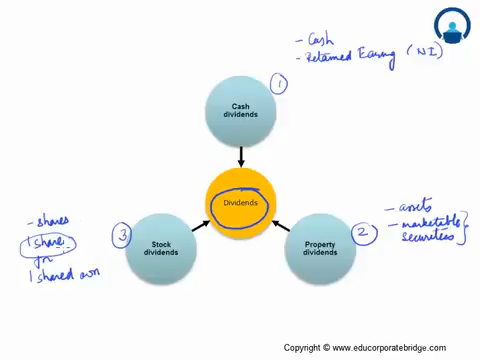 - Cash
- Retained Earning (NI)
1
Cash
dividends
Dividends
- shares
1 share
for
1 shared own
3
Stock
dividends
2
Property
dividends
- assets
- marketable
securities
Copyright © www.educorporatebridge.com